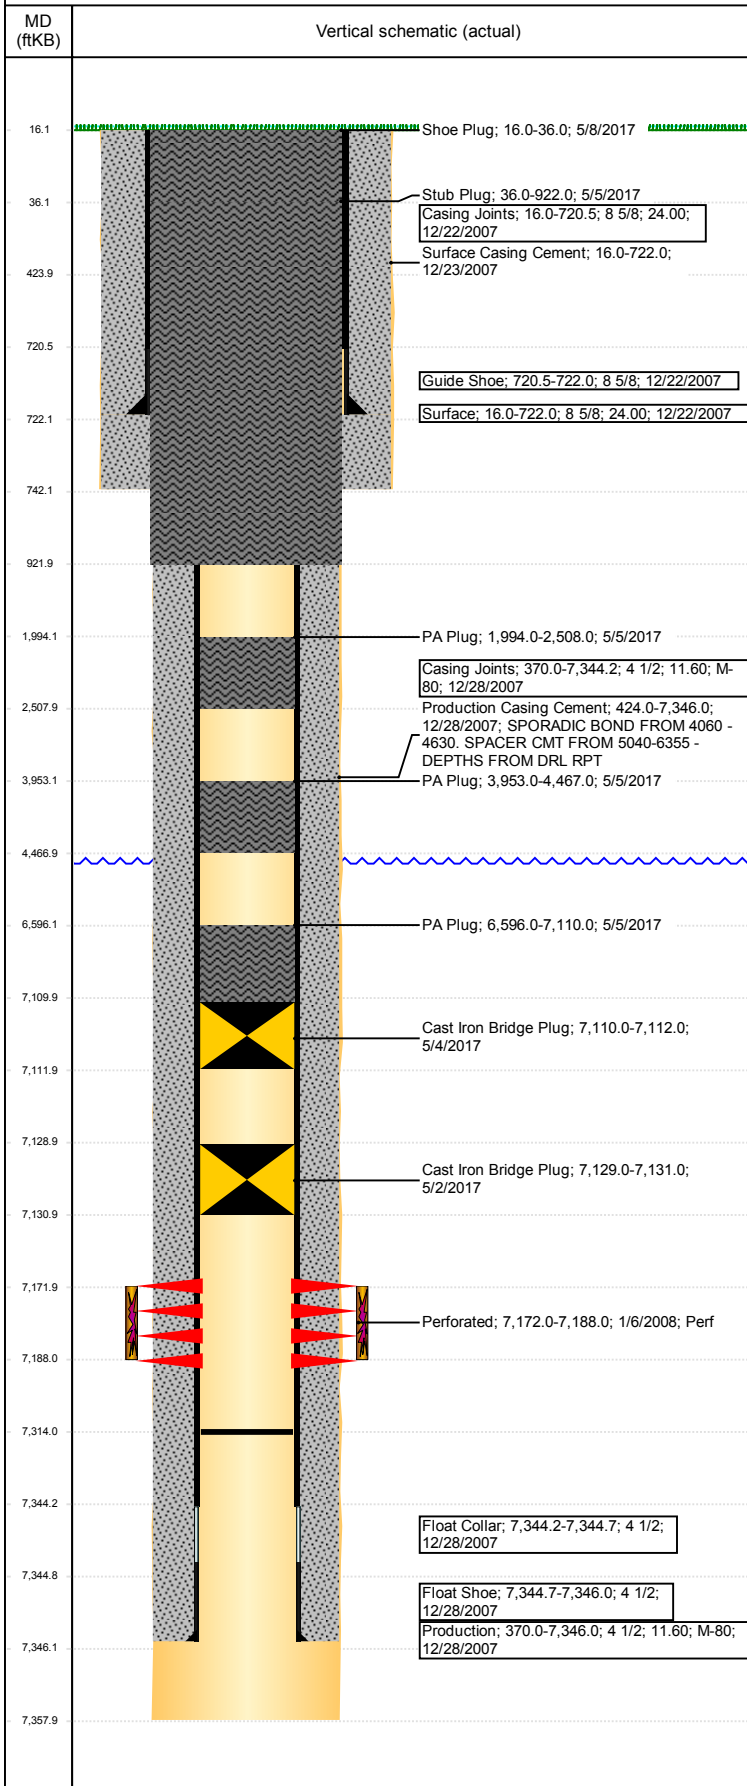 MD
(ftKB)
Vertical schematic (actual)
16.1
Shoe Plug; 16.0-36.0; 5/8/2017
36.1
Stub Plug; 36.0-922.0; 5/5/2017
Casing Joints; 16.0-720.5; 8 5/8; 24.00;
12/22/2007
Surface Casing Cement; 16.0-722.0;
12/23/2007
423.9
720.5
Guide Shoe; 720.5-722.0; 8 5/8; 12/22/2007
Surface; 16.0-722.0; 8 5/8; 24.00; 12/22/2007
722.1
742.1
921.9
1,994.1
PA Plug; 1,994.0-2,508.0; 5/5/2017
Casing Joints; 370.0-7,344.2; 4 1/2; 11.60; M-
80; 12/28/2007
2,507.9
Production Casing Cement; 424.0-7,346.0;
12/28/2007; SPORADIC BOND FROM 4060 -
4630. SPACER CMT FROM 5040-6355 -
DEPTHS FROM DRL RPT
3,953.1
PA Plug; 3,953.0-4,467.0; 5/5/2017
4,466.9
6,596.1
PA Plug; 6,596.0-7,110.0; 5/5/2017
7,109.9
Cast Iron Bridge Plug; 7,110.0-7,112.0;
5/4/2017
7,111.9
7,128.9
Cast Iron Bridge Plug; 7,129.0-7,131.0;
5/2/2017
7,130.9
7,171.9
Perforated; 7,172.0-7,188.0; 1/6/2008; Perf
7,188.0
7,314.0
7,344.2
Float Collar; 7,344.2-7,344.7; 4 1/2;
12/28/2007
7,344.8
Float Shoe; 7,344.7-7,346.0; 4 1/2;
12/28/2007
Production; 370.0-7,346.0; 4 1/2; 11.60; M-80;
12/28/2007
7,346.1
7,357.9